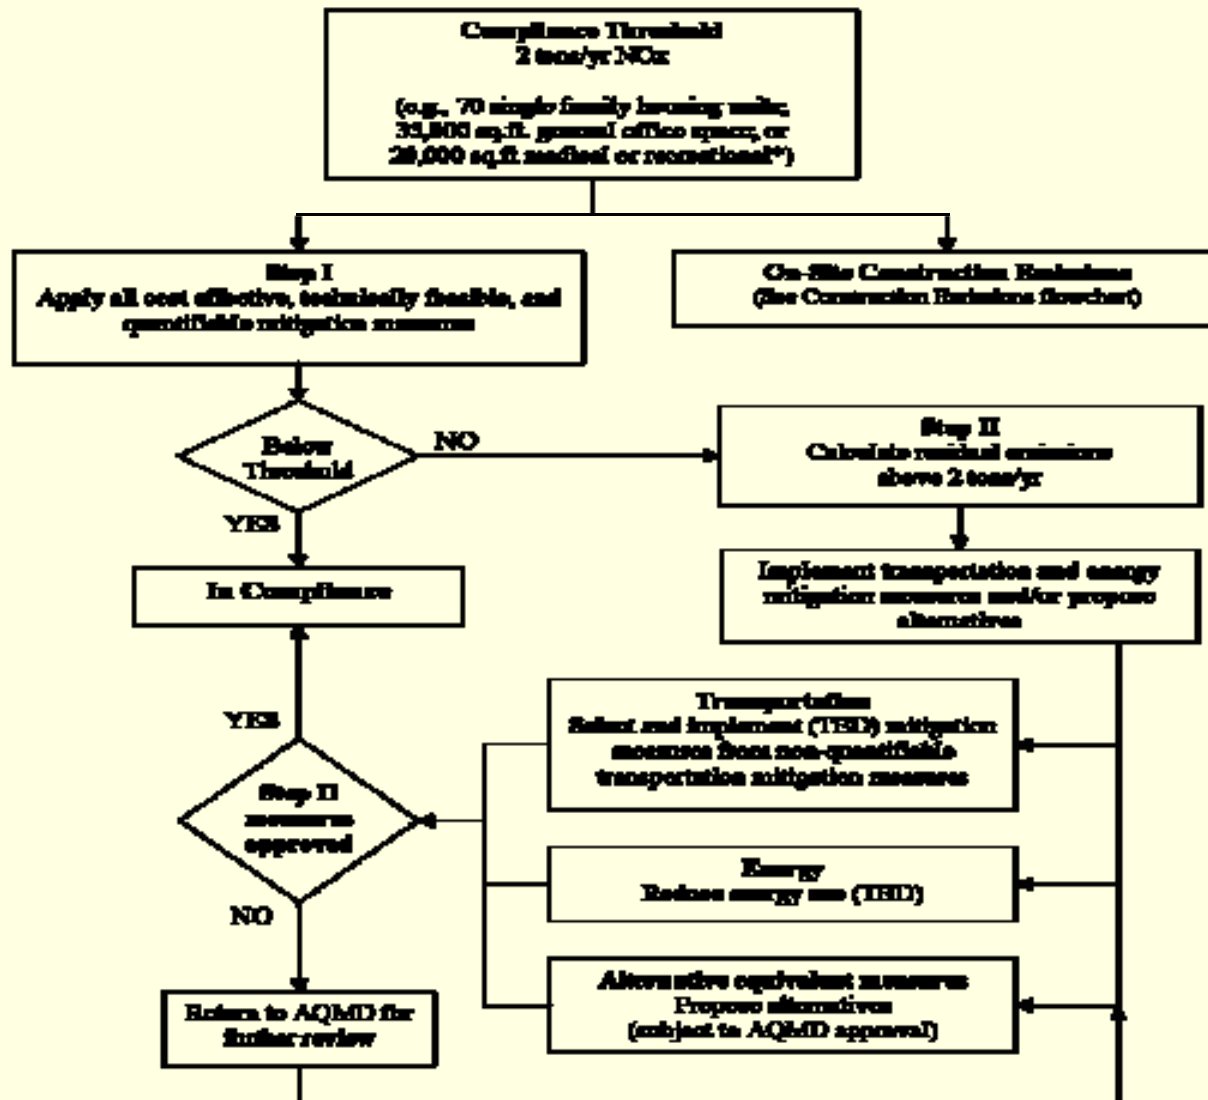 Compliance Threshold
2 tons/yr NOx
(e.g., 70 single family housing units,
35,800 sq.ft. general office space, or
20,000 sq.ft medical or recreational*)
Step I
Apply all cost effective, technically feasible, and
quantifiable mitigation measures
On-Site Construction Emissions
(See Construction Emissions flowchart)
Below
Threshold
NO
YES
Step II
Calculate residual emissions
above 2 tons/yr
In Compliance
Implement transportation and energy
mitigation measures and/or propose
alternatives
YES
Transportation
Select and implement (TBD) mitigation
measures from non-quantifiable
transportation mitigation measures
Step II
measures
approved
Energy
Reduce energy use (TBD)
NO
Alternative equivalent measures
Propose alternatives
(subject to AQMD approval)
Return to AQMD for
further review